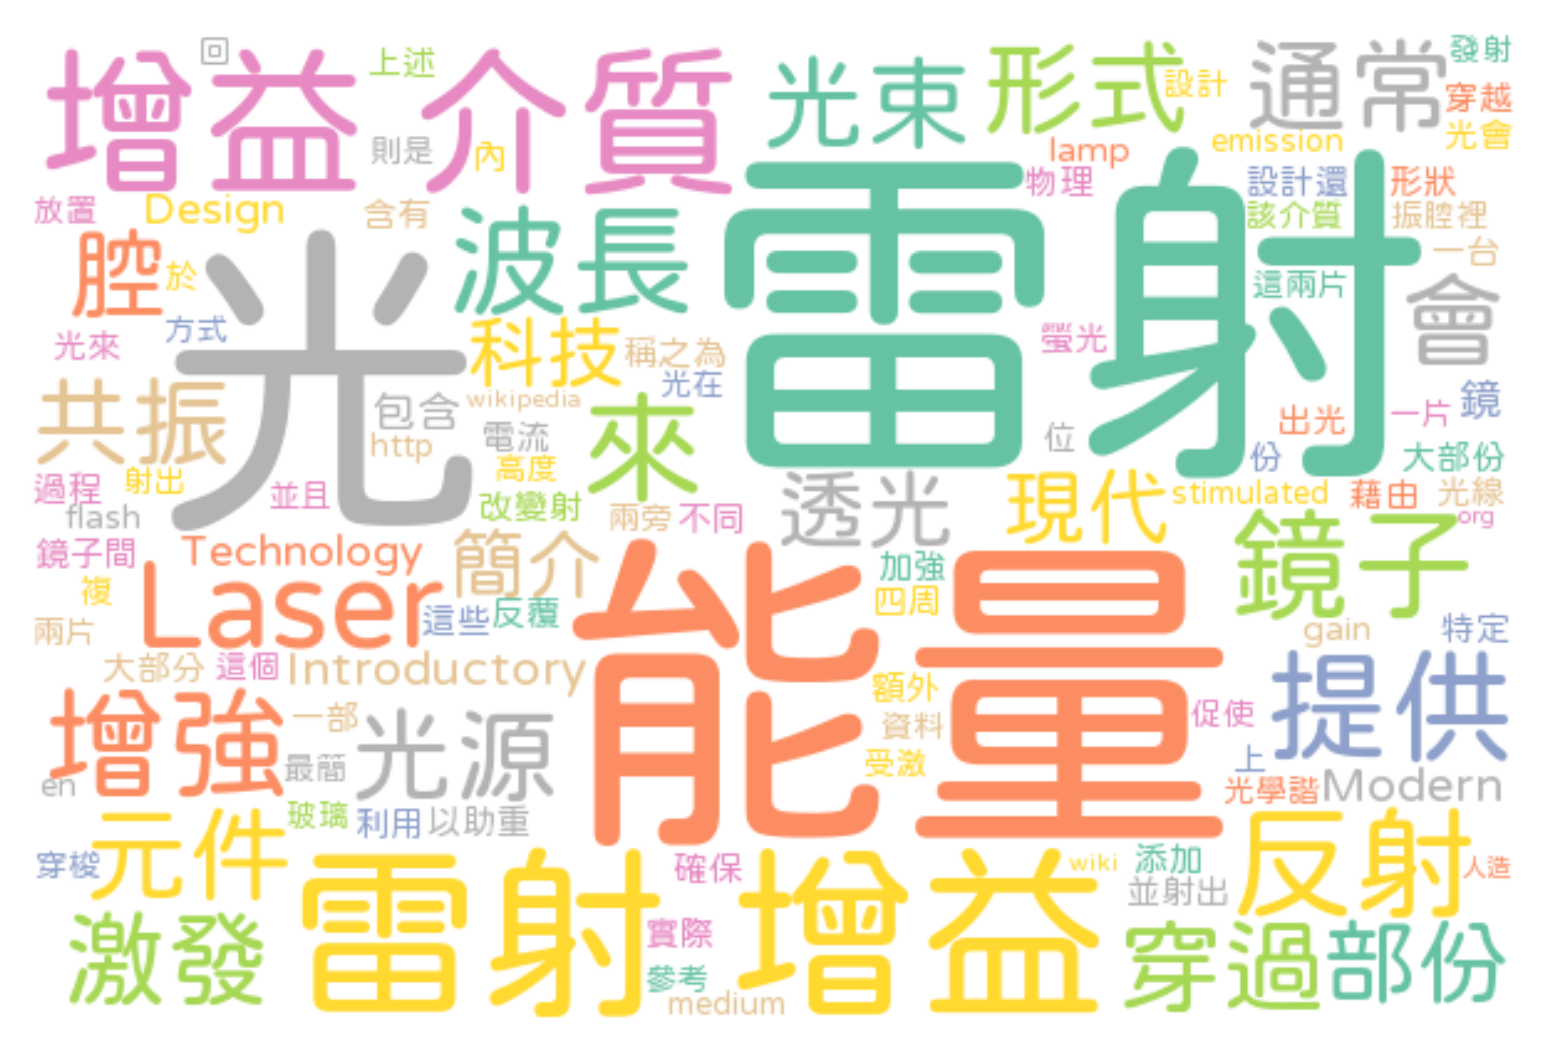 增益
回
介質
上述
則是
內
光束
形式
設計
通常
發射
穿越
光會
emission
lamp
物理
設計還
形狀
該介質
振腔裡
一台
放置
Design
含有
波長
雷射
腔
於
光
方式
光來
科技
稱之為
光在
螢光
這兩片
會
共振
包含
wikipedia
http
電流
高度
來
位
出光
一片
鏡
份
大部份
過程
射出
並且
flash
改變射
兩旁
不同
透光
現代
stimulated
藉由
光線
org
鏡子間
Technology
簡介
加強
鏡子
複
Laser
這些
反覆
能量
四周
兩片
gain
特定
大部分
這個
Introductory
額外
提供
增強
一部
光源
資料
促使
最簡
受激
上
en
光學諧
Modern
玻璃
利用
以助重
元件
穿梭
雷射增益
確保
wiki
添加
反射
人造
並射出
激發
實際
參考
medium
穿過
部份